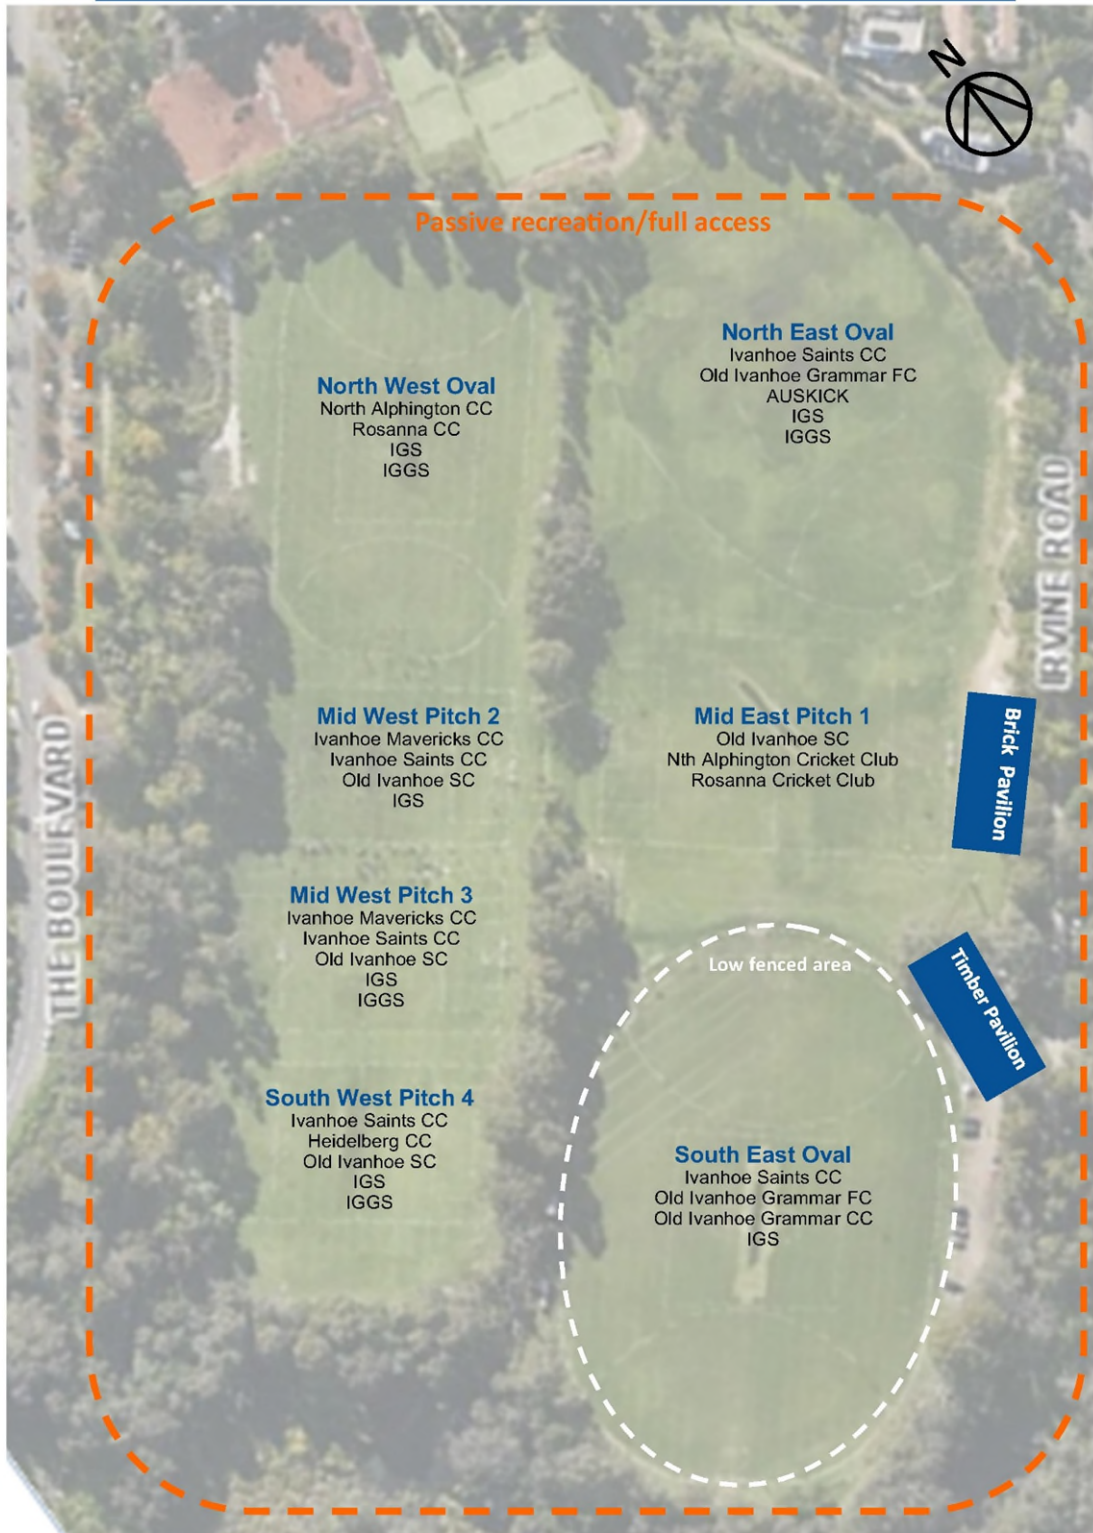 N
Passive recreation/full access
North East Oval
Ivanhoe Saints CC
Old Ivanhoe Grammar FC
AUSKICK
IGS
IGGS
North West Oval
North Alphington CC
Rosanna CC
IGS
IGGS
IRVINE ROAD
Mid West Pitch 2
Ivanhoe Mavericks CC
Ivanhoe Saints CC
Old Ivanhoe SC
IGS
Mid East Pitch 1
Old Ivanhoe SC
Nth Alphington Cricket Club
Rosanna Cricket Club
Brick Pavilion
THE BOULEVARD
Mid West Pitch 3
Ivanhoe Mavericks CC
Ivanhoe Saints CC
Old Ivanhoe SC
IGS
IGGS
Low fenced area
Timber Pavilion
South West Pitch 4
Ivanhoe Saints CC
Heidelberg CC
Old Ivanhoe SC
IGS
IGGS
South East Oval
Ivanhoe Saints CC
Old Ivanhoe Grammar FC
Old Ivanhoe Grammar CC
IGS